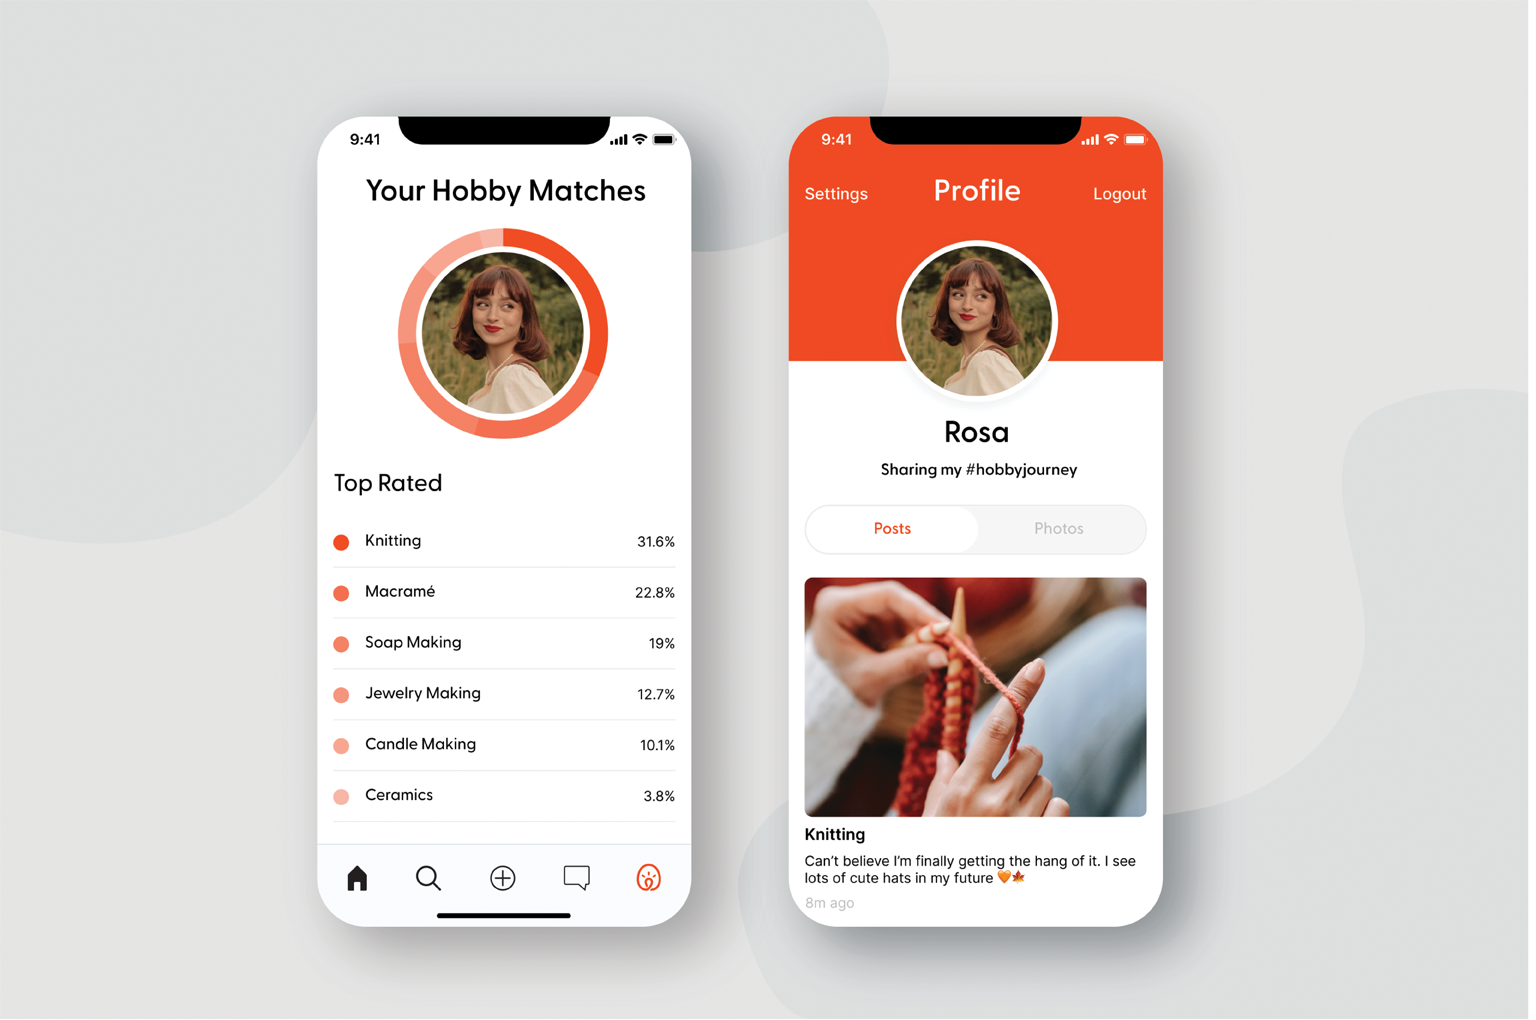 9:41
Your Hobby Matches
Top Rated
Knitting 31.6%
Macramé 22.8%
Soap Making 19%
Jewelry Making 12.7%
Candle Making 10.1%
Ceramics 3.8%
9:41
Settings Profile Logout
Rosa
Sharing my #hobbyjourney
Posts Photos
Knitting
Can’t believe I’m finally getting the hang of it. I see
lots of cute hats in my future 🧡🍁
8m ago